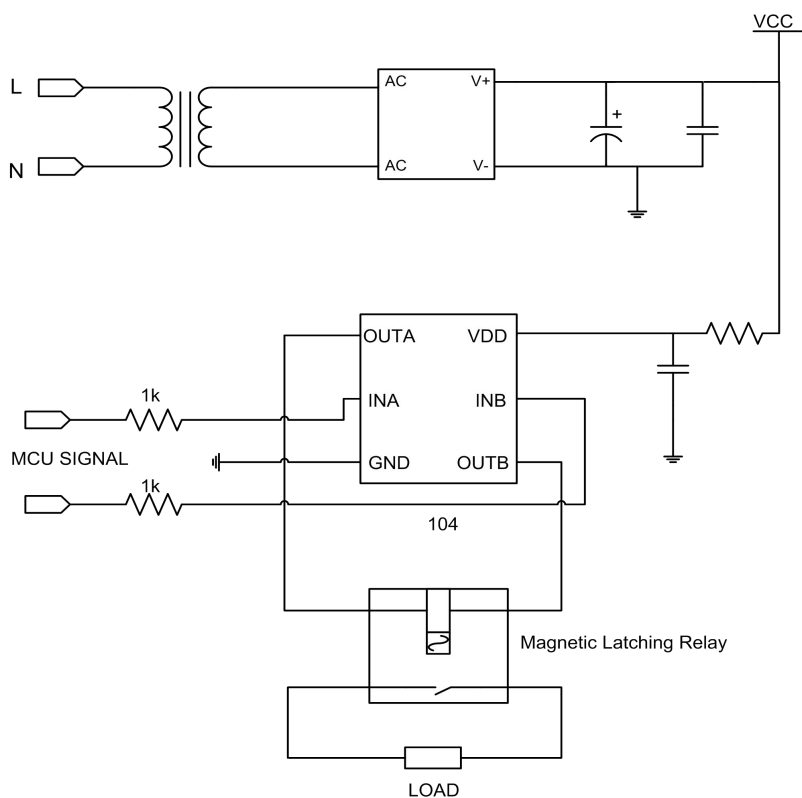 VCC
L
AC
V+
+
N
AC
V-
OUTA
VDD
1k
INA
INB
MCU SIGNAL
GND
OUTB
1k
104
Magnetic Latching Relay
LOAD